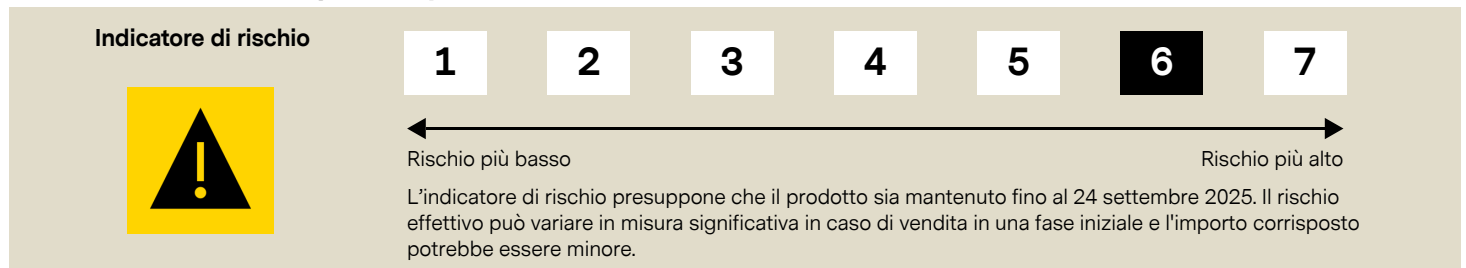 Indicatore di rischio
1 2 3 4 5 6 7
Rischio più basso Rischio più alto
L'indicatore di rischio presuppone che il prodotto sia mantenuto fino al 24 settembre 2025. Il rischio
effettivo può variare in misura significativa in caso di vendita in una fase iniziale e l'importo corrisposto
potrebbe essere minore.